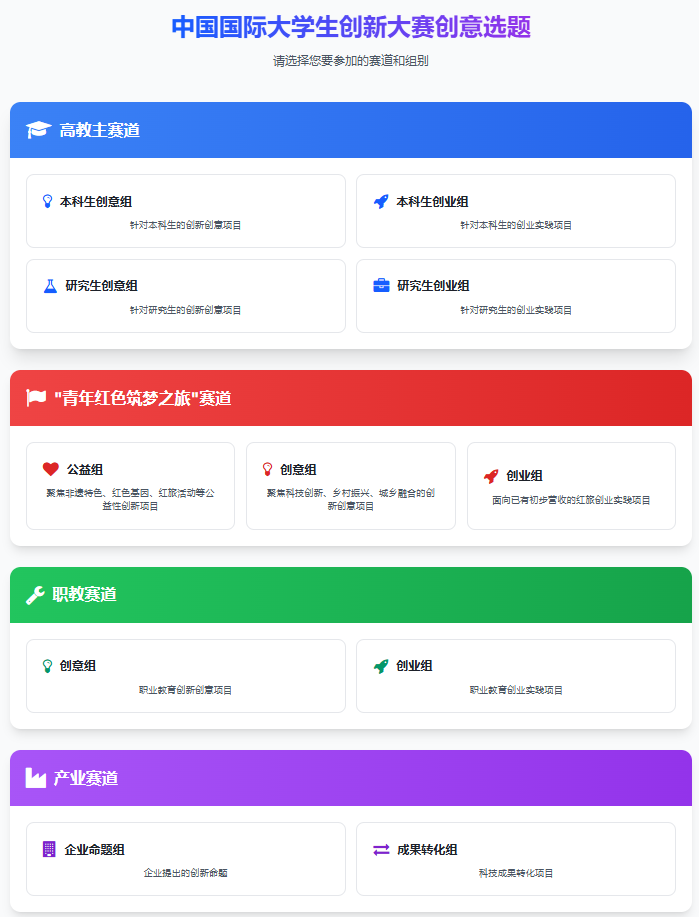 中国国际大学生创新大赛创意选题
请选择您要参加的赛道和组别
高教主赛道
本科生创意组
针对本科生的创新创意项目
本科生创业组
针对本科生的创业实践项目
研究生创意组
针对研究生的创新创意项目
研究生创业组
针对研究生的创业实践项目
"青年红色筑梦之旅"赛道
公益组
聚焦非遗特色、红色基因、红旅活动等公
益性创新项目
创意组
聚焦科技创新、乡村振兴、城乡融合的创
新创意项目
创业组
面向已有初步营收的红旅创业实践项目
职教赛道
创意组
职业教育创新创意项目
创业组
职业教育创业实践项目
产业赛道
企业命题组
企业提出的创新命题
成果转化组
科技成果转化项目